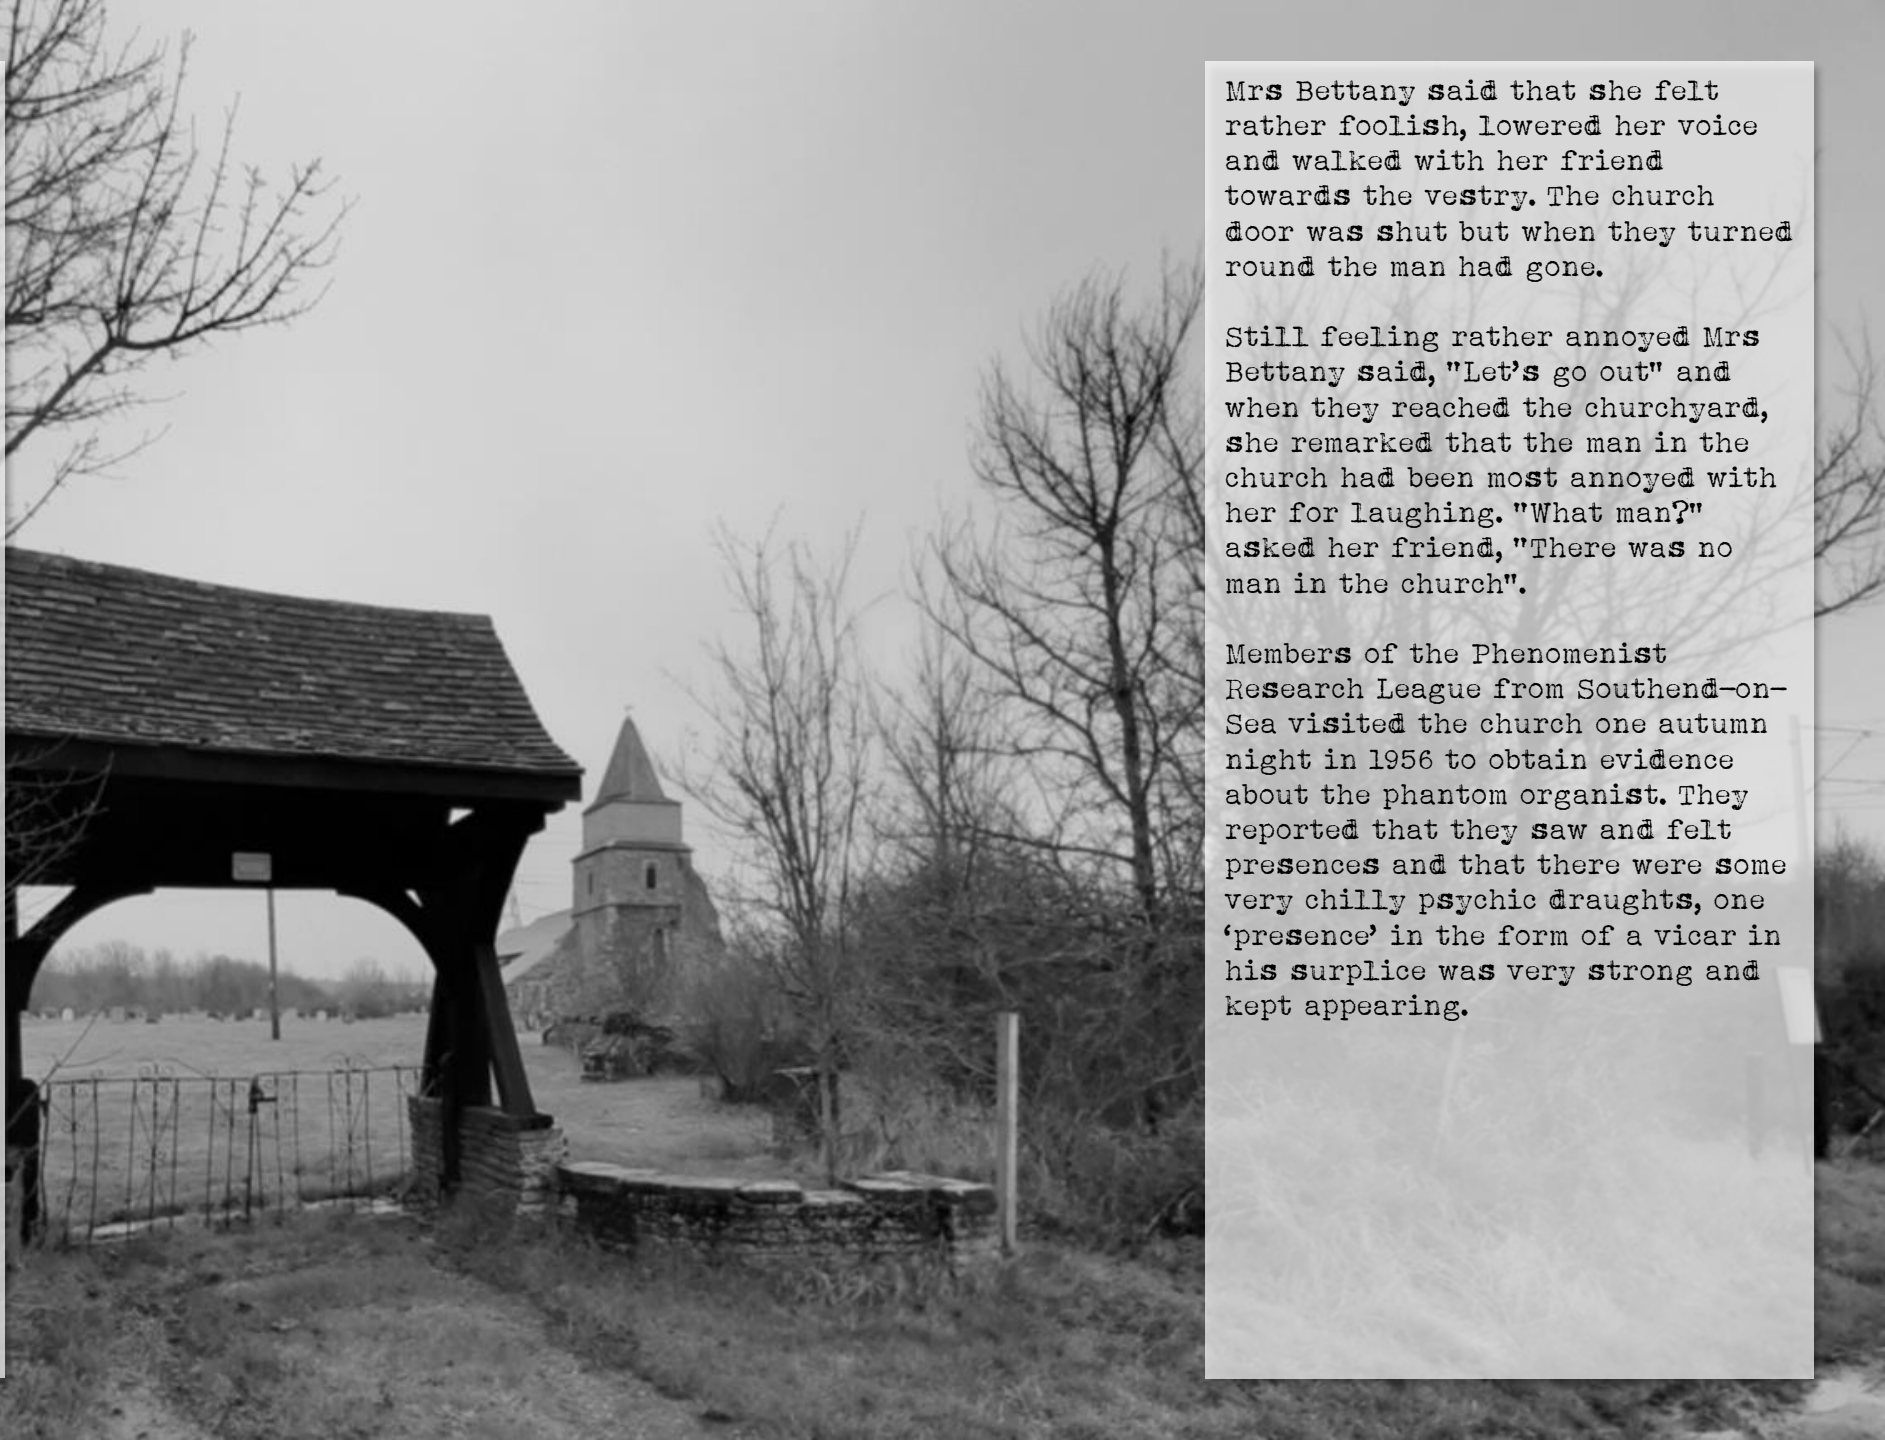 Mrs Bettany said that she felt
rather foolish, lowered her voice
and walked with her friend
towards the vestry. The church
door was shut but when they turned
round the man had gone.

Still feeling rather annoyed Mrs
Bettany said, "Let’s go out" and
when they reached the churchyard,
she remarked that the man in the
church had been most annoyed with
her for laughing. "What man?"
asked her friend, "There was no
man in the church".

Members of the Phenomenist
Research League from Southend-on-
Sea visited the church one autumn
night in 1956 to obtain evidence
about the phantom organist. They
reported that they saw and felt
presences and that there were some
very chilly psychic draughts, one
‘presence’ in the form of a vicar in
his surplice was very strong and
kept appearing.